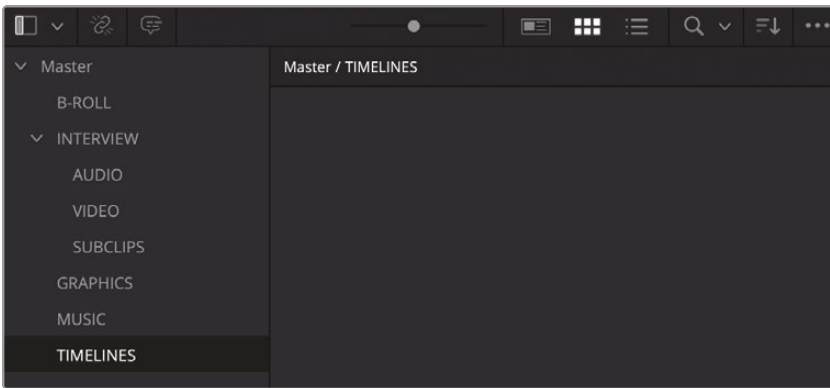 Master
Master / TIMELINES
B-ROLL
INTERVIEW
AUDIO
VIDEO
SUBCLIPS
GRAPHICS
MUSIC
TIMELINES